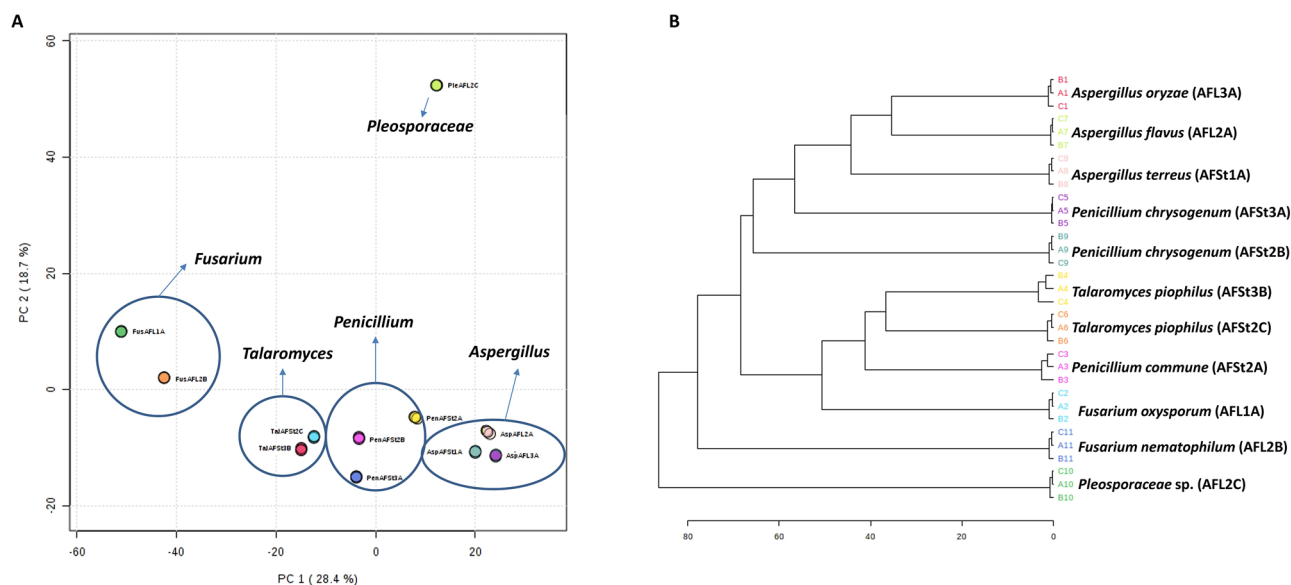 A
60
40
20
0
-20
-60
-40
-20
0
20
PC 2 ( 18.7 %)
PC 1 ( 28.4 %)
PleAFL2C
Pleosporaceae
Fusarium
FusAFL1A
FusAFL2B
Talaromyces
TalAFSt2C
TalAFSt3B
Penicillium
PenAFSt2A
PenAFSt2B
PenAFSt3A
Aspergillus
AspAFL2A
AspAFSt1A
AspAFL3A
B
B1
A1 Aspergillus oryzae (AFL3A)
C1
C7
A7 Aspergillus flavus (AFL2A)
B7
C8
A8 Aspergillus terreus (AFSt1A)
B8
C5
A5 Penicillium chrysogenum (AFSt3A)
B5
B9
A9 Penicillium chrysogenum (AFSt2B)
C9
B4
A4 Talaromyces piophilus (AFSt3B)
C4
C6
A6 Talaromyces piophilus (AFSt2C)
B6
C3
A3 Penicillium commune (AFSt2A)
B3
C2
A2 Fusarium oxysporum (AFL1A)
B2
C11
A11 Fusarium nematophilum (AFL2B)
B11
C10
A10 Pleosporaceae sp. (AFL2C)
B10
80 60 40 20 0